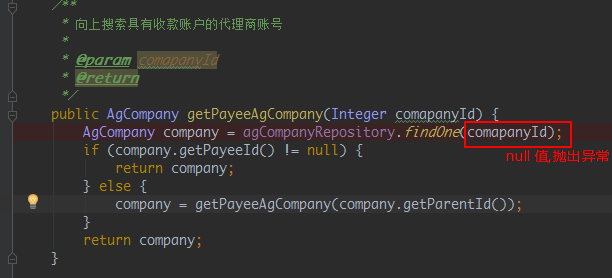 /**
* 向上搜索具有收款账户的代理商账号
*
* @param comapanyId
* @return
*/
public AgCompany getPayeeAgCompany(Integer comapanyId) {
AgCompany company = agCompanyRepository.findOne(comapanyId);
if (company.getPayeeId() != null) {
null 值,抛出异常
return company;
} else {
company = getPayeeAgCompany(company.getParentId());
}
return company;
}